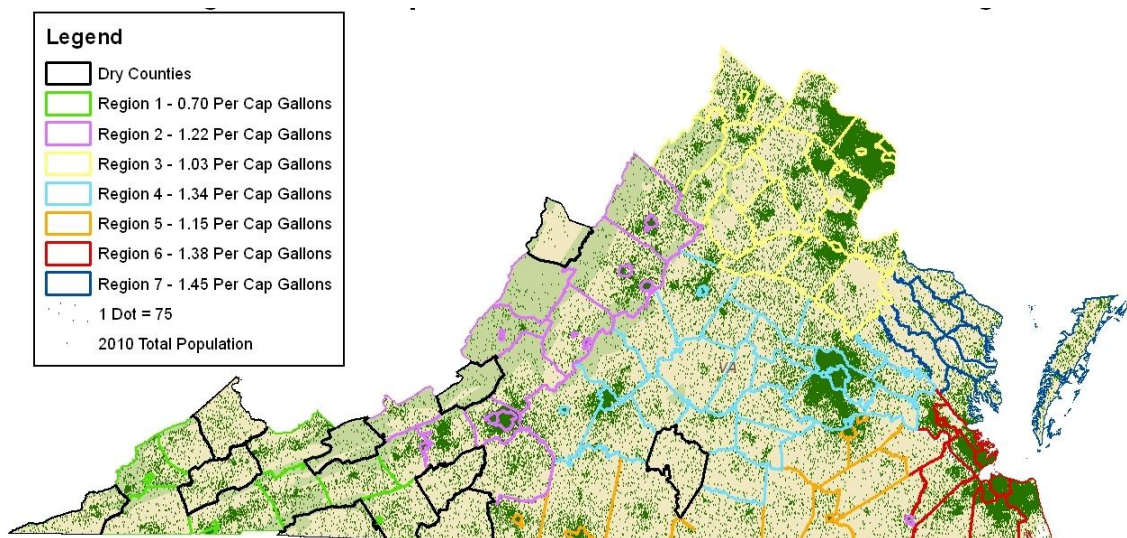 Legend
Dry Counties
Region 1 - 0.70 Per Cap Gallons
Region 2 - 1.22 Per Cap Gallons
Region 3 - 1.03 Per Cap Gallons
Region 4 - 1.34 Per Cap Gallons
Region 5 - 1.15 Per Cap Gallons
Region 6 - 1.38 Per Cap Gallons
Region 7 - 1.45 Per Cap Gallons
1 Dot = 75
2010 Total Population
VA